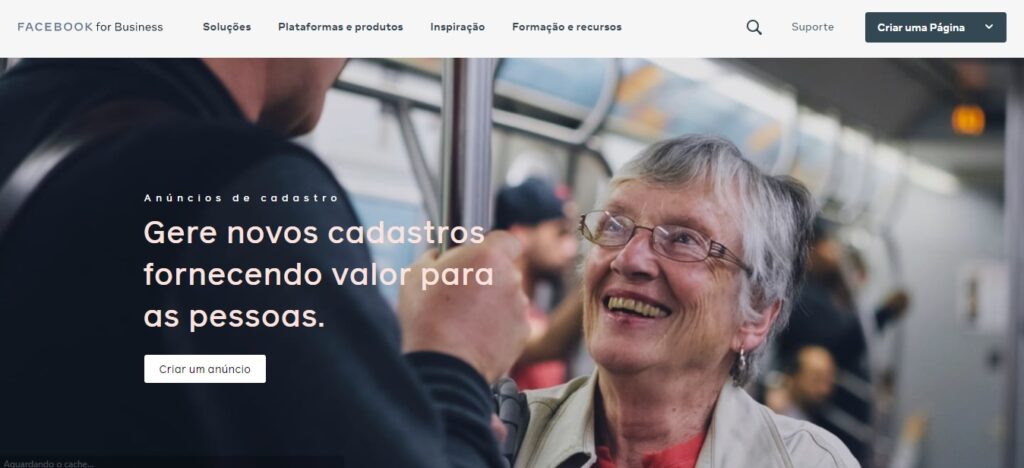 FACEBOOK for Business
Soluções
Plataformas e produtos
Inspiração
Formação e recursos
Suporte
Criar uma Página
Anúncios de cadastro
Gere novos cadastros
fornecendo valor para
as pessoas.
Criar um anúncio
Aguardando o cache...